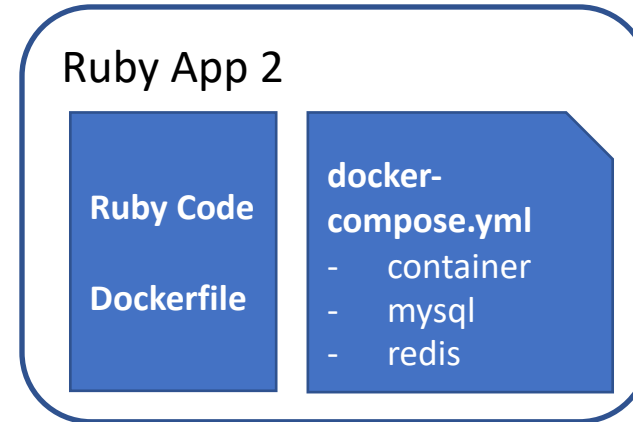 Ruby App 2
Ruby Code
Dockerfile
docker-
compose.yml
- container
- mysql
- redis